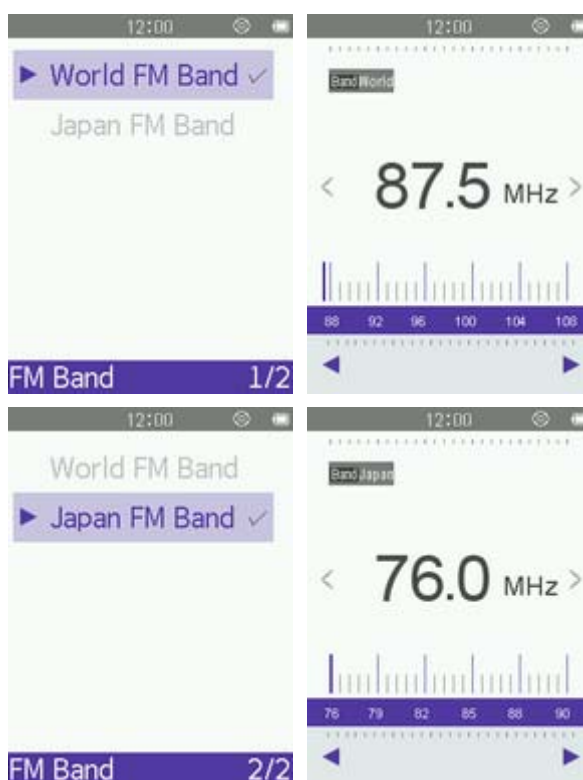 12:00
World FM Band
Japan FM Band
FM Band 1/2
12:00
Band World
87.5 MHz
88 92 96 100 104 108
12:00
World FM Band
Japan FM Band
FM Band 2/2
12:00
Band Japan
76.0 MHz
76 79 82 85 88 90